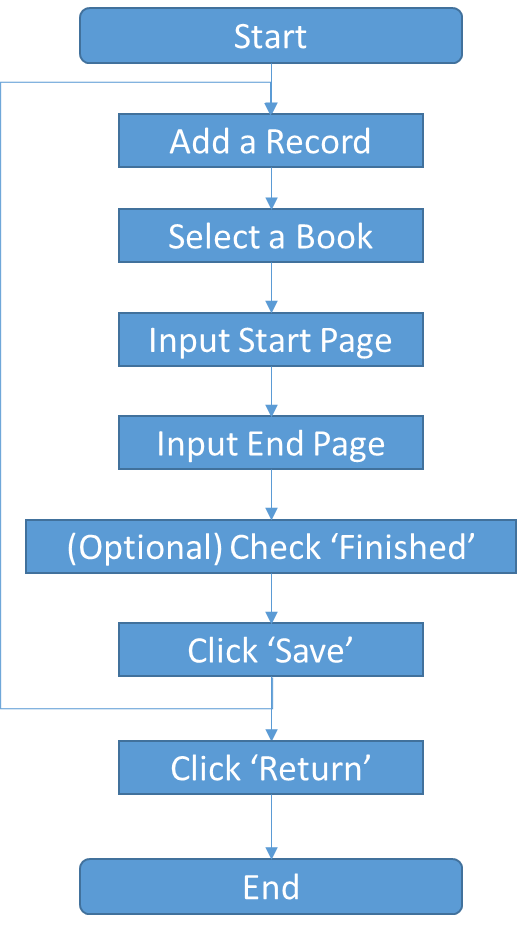 Start
Add a Record
Select a Book
Input Start Page
Input End Page
(Optional) Check ‘Finished’
Click ‘Save’
Click ‘Return’
End